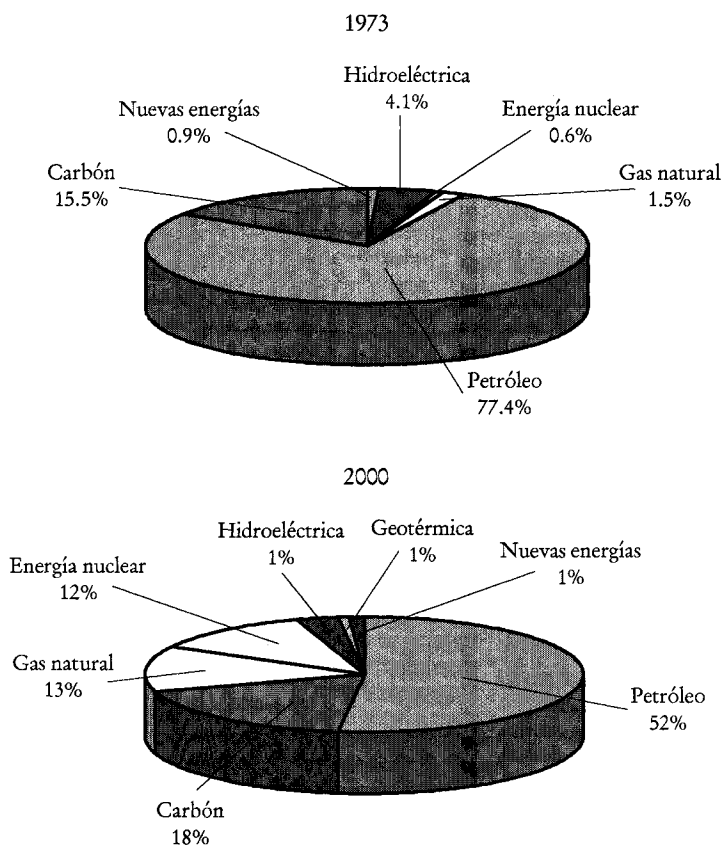 1973
Hidroeléctrica
4.1%
Nuevas energías
0.9%
Energía nuclear
0.6%
Carbón
15.5%
Gas natural
1.5%
Petróleo
77.4%
2000
Hidroeléctrica
1%
Geotérmica
1%
Nuevas energías
1%
Energía nuclear
12%
Gas natural
13%
Petróleo
52%
Carbón
18%